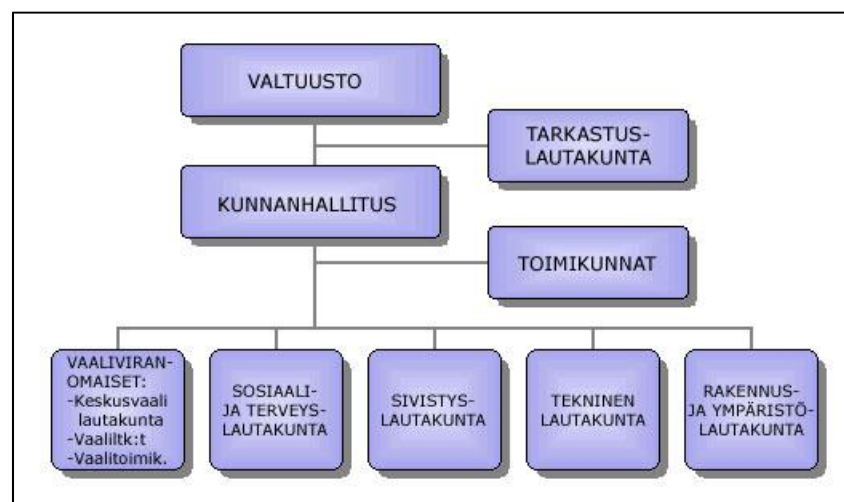 VALTUUSTO
TARKASTUS-
LAUTAKUNTA
KUNNANHALLITUS
TOIMIKUNNAT
VAALIVIRAN-
OMAISET:
-Keskusvaali
lautakunta
-Vaaliltk:t
-Vaalitoimik.
SOSIAALI-
JA TERVEYS-
LAUTAKUNTA
SIVISTYS-
LAUTAKUNTA
TEKNINEN
LAUTAKUNTA
RAKENNUS-
JA YMPÄRISTÖ-
LAUTAKUNTA